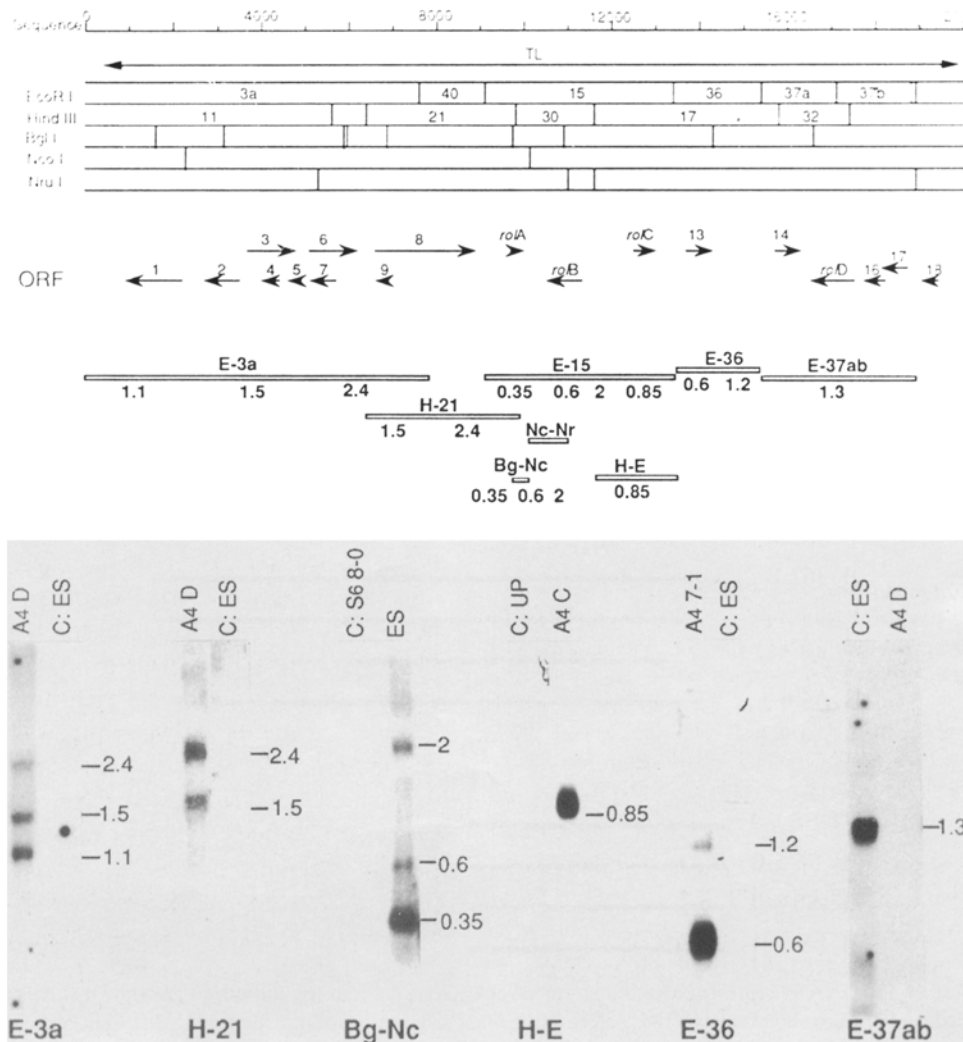 0 4000 8000 12000
TL
EcoR I 3a 40 15 36 37a 37b
Hind III 11 21 30 17 32
Bgl I
Nco I
Nru I
3 6 8 rolA rolC 13 14
ORF 1 2 4 5 7 9 rolB rolD 16 17 18
E-3a E-15 E-36 E-37ab
1.1 1.5 2.4 0.35 0.6 2 0.85 0.6 1.2 1.3
H-21 Nc-Nr
1.5 2.4
Bg-Nc H-E
0.35 0.6 2 0.85
A4 D C: ES A4 D C: ES C: S6 8-0 ES C: UP A4 C A4 7-1 C: ES C: ES A4 D
–2.4 –2.4 –2
–1.5 –1.5 –0.85 –1.2 –1.3
–1.1 –0.6
–0.35 –0.6
E-3a H-21 Bg-Nc H-E E-36 E-37ab